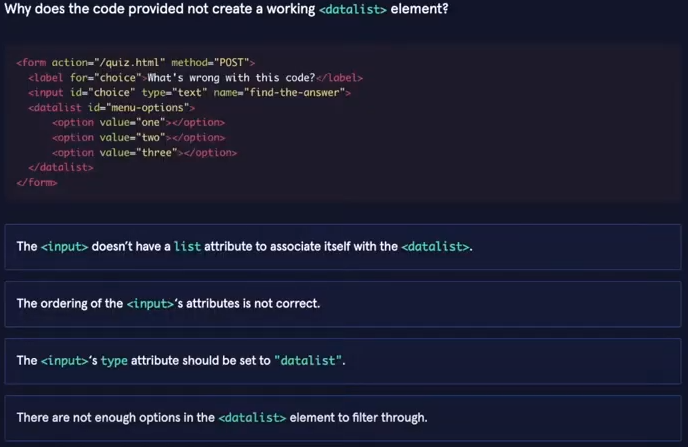 Why does the code provided not create a working <datalist> element?
<form action="/quiz.html" method="POST">
<label for="choice">What's wrong with this code?</label>
<input id="choice" type="text" name="find-the-answer">
<datalist id="menu-options">
<option value="one"></option>
<option value="two"></option>
<option value="three"></option>
</datalist>
</form>
The <input> doesn't have a list attribute to associate itself with the <datalist>.
The ordering of the <input>'s attributes is not correct.
The <input>'s type attribute should be set to "datalist".
There are not enough options in the <datalist> element to filter through.